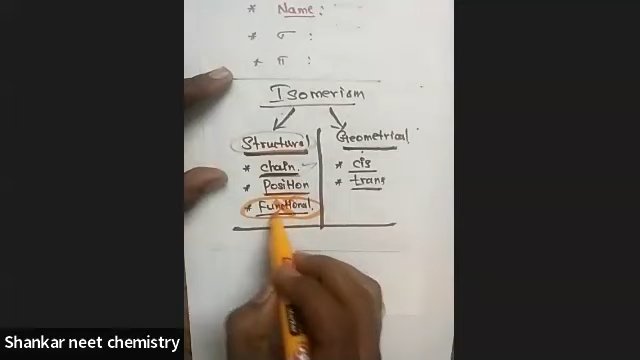 * Name:
* σ :
* π :
Isomerism
Structural
* chain.
* Position
* Functional.
Geometrical
* cis
* trans
Shankar neet chemistry